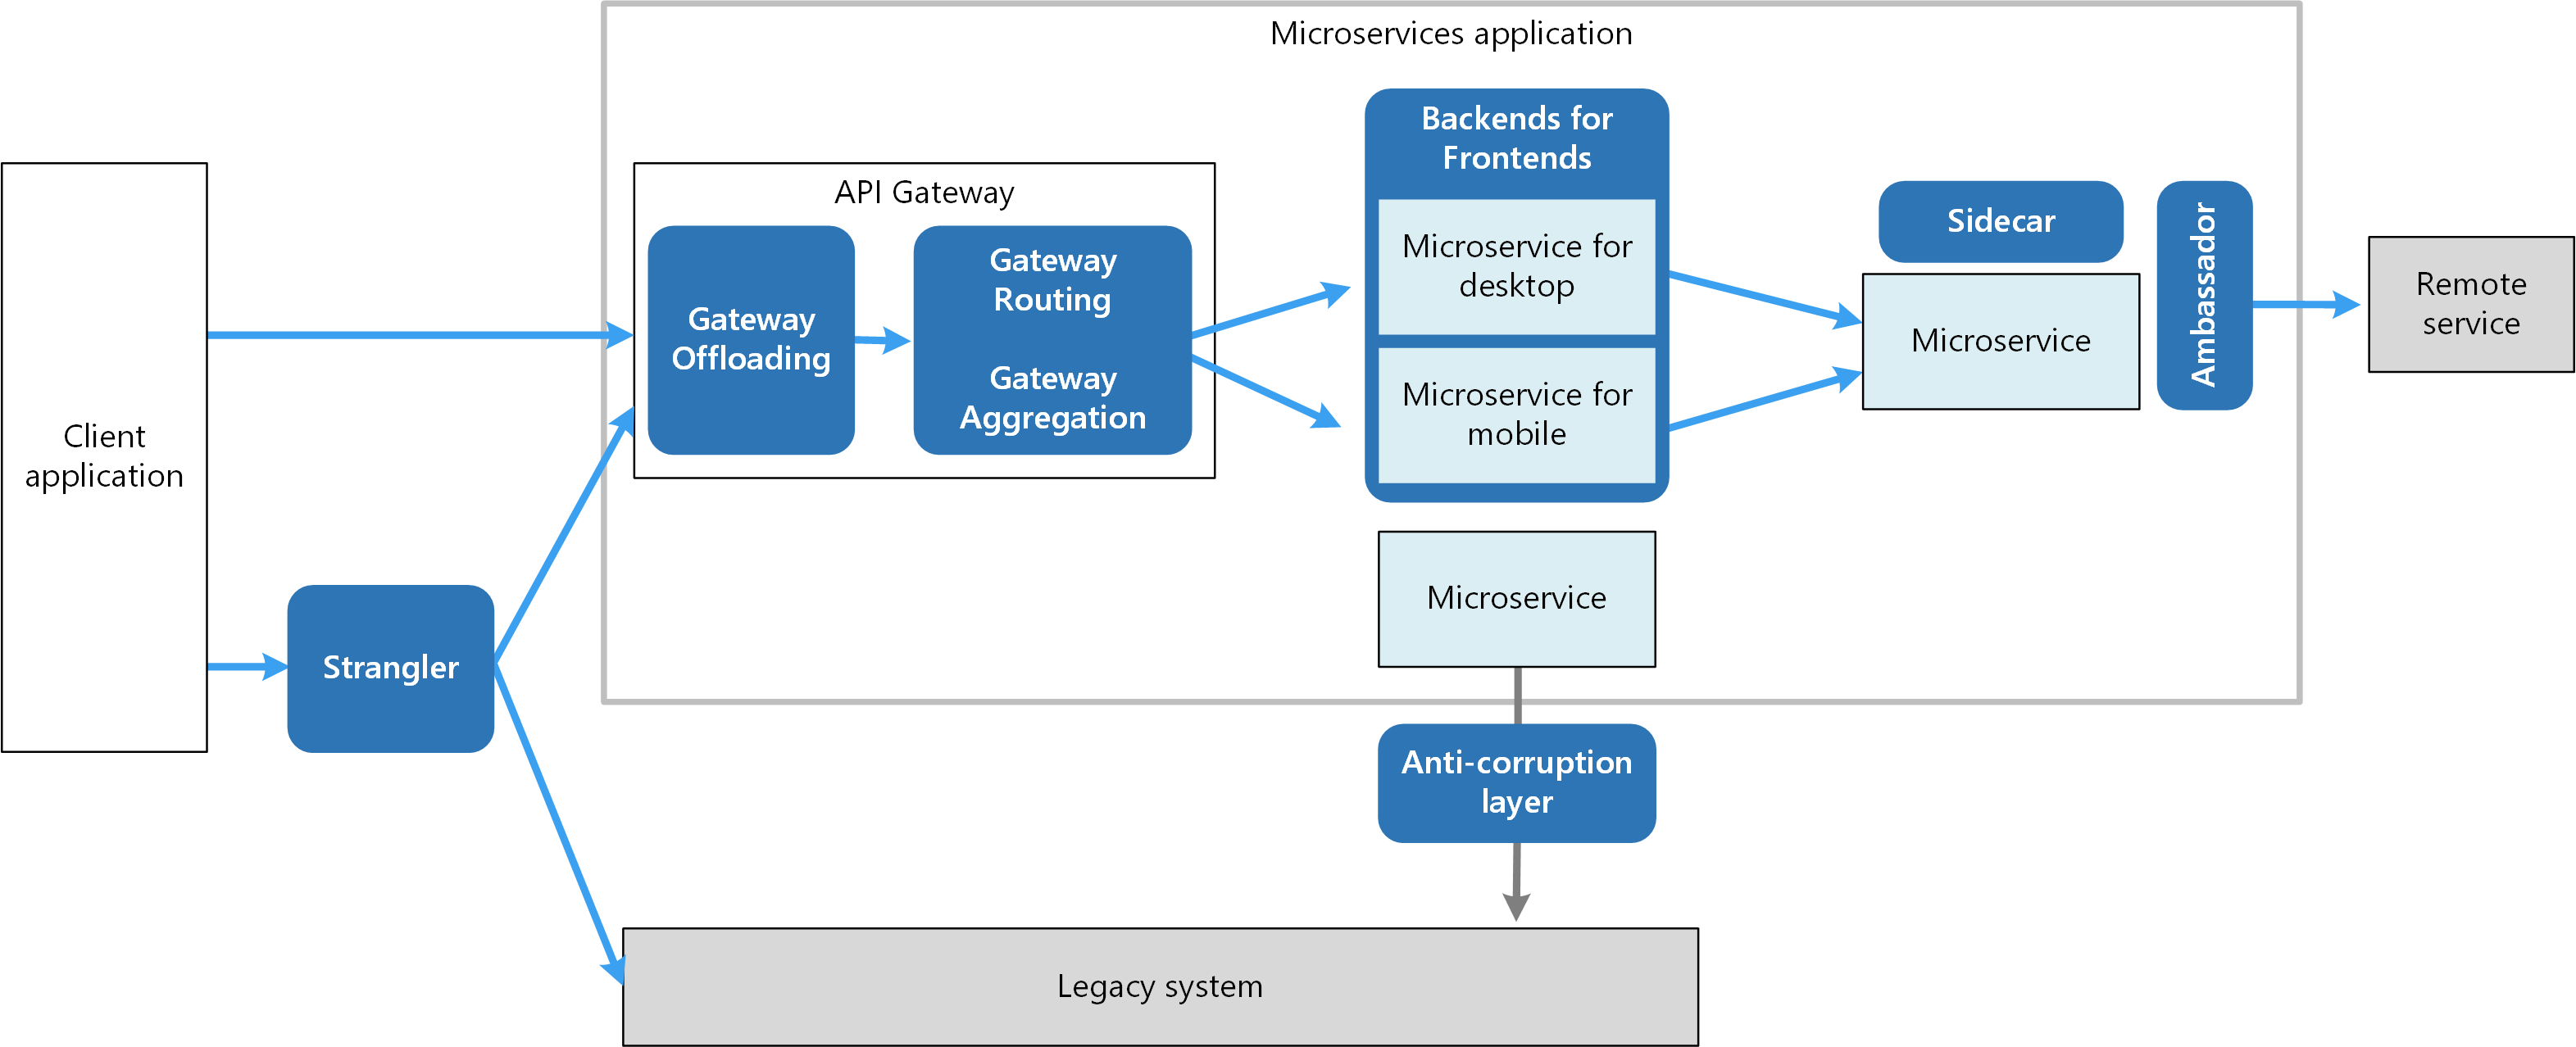 Microservices application
Client
application
API Gateway
Gateway
Offloading
Gateway
Routing
Gateway
Aggregation
Backends for
Frontends
Microservice for
desktop
Microservice for
mobile
Sidecar
Microservice
Ambassador
Remote
service
Strangler
Microservice
Anti-corruption
layer
Legacy system